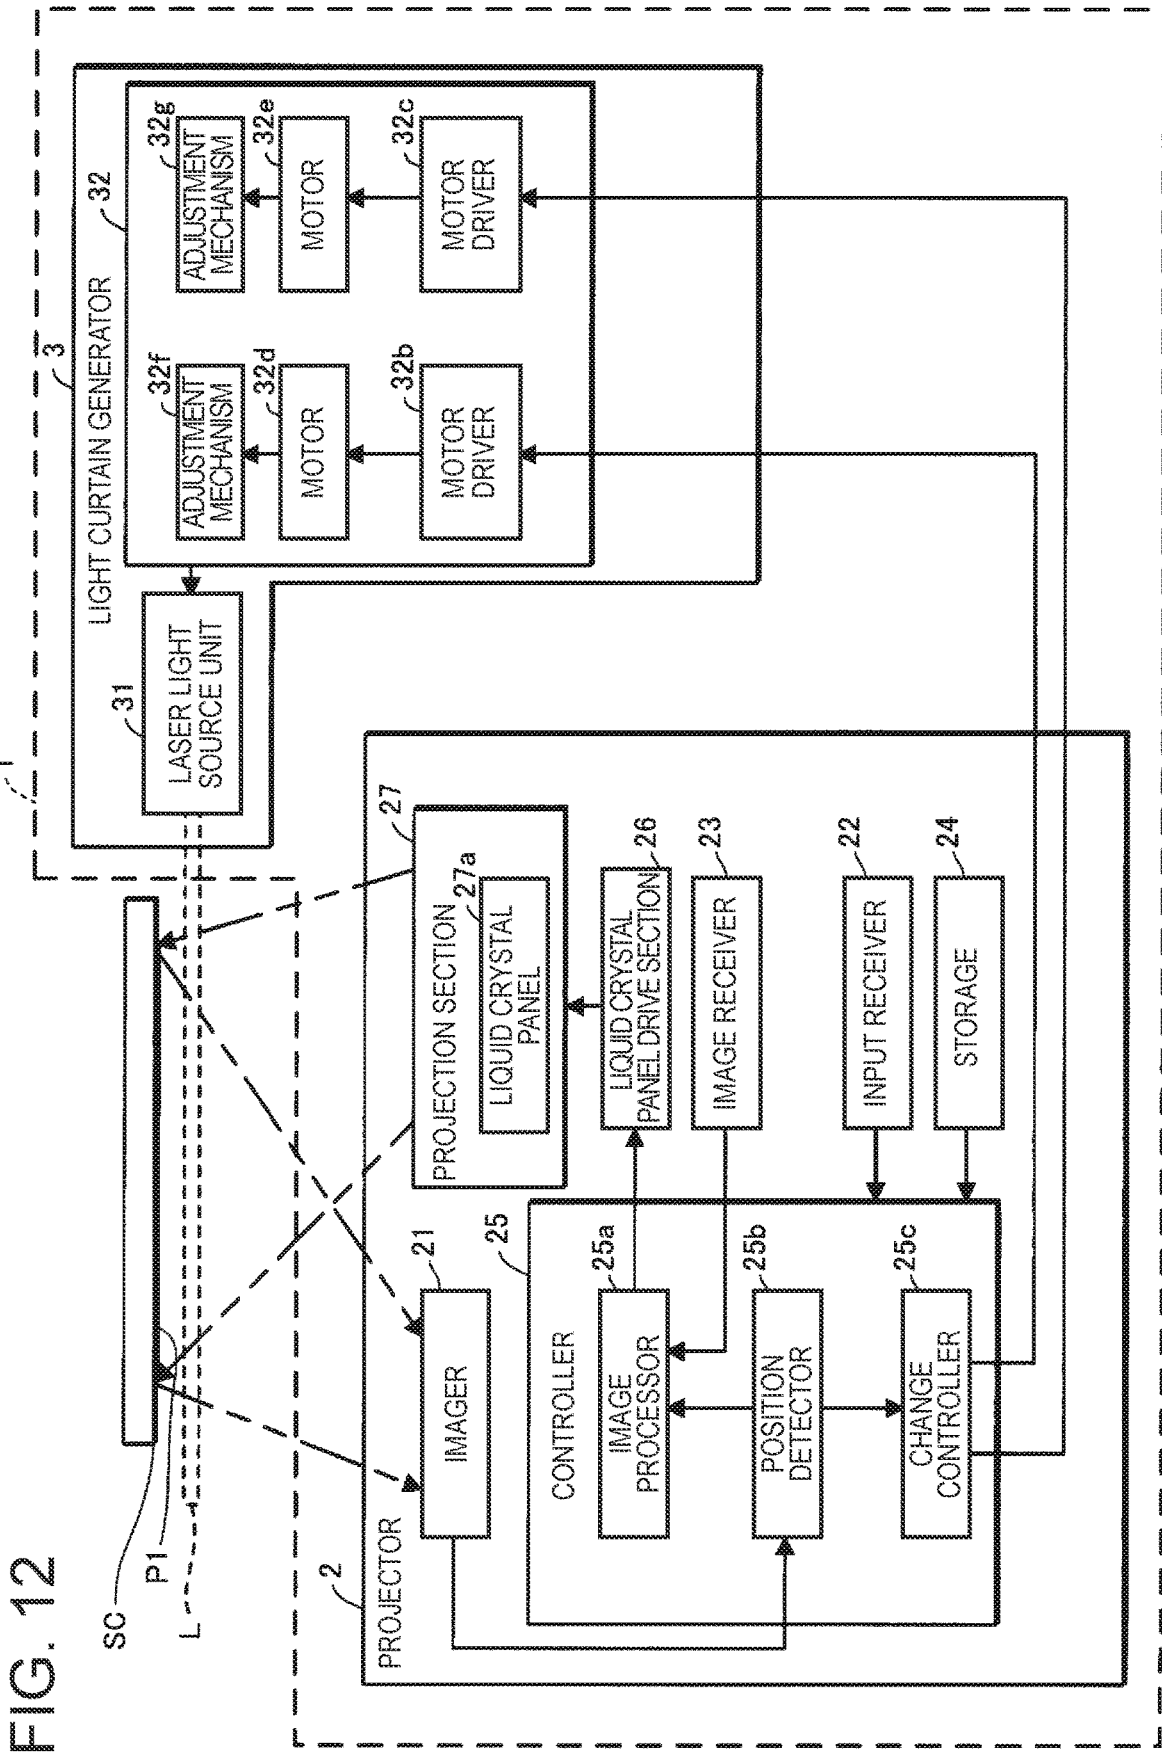 FIG. 12
1
3
LIGHT CURTAIN GENERATOR
32
SC
P1
L
31
LASER LIGHT
SOURCE UNIT
32f
ADJUSTMENT
MECHANISM
32g
ADJUSTMENT
MECHANISM
32d
MOTOR
32e
MOTOR
32b
MOTOR
DRIVER
32c
MOTOR
DRIVER
2
PROJECTOR
21
IMAGER
27
PROJECTION SECTION
27a
LIQUID CRYSTAL
PANEL
25
CONTROLLER
25a
IMAGE
PROCESSOR
26
LIQUID CRYSTAL
PANEL DRIVE SECTION
23
IMAGE RECEIVER
25b
POSITION
DETECTOR
22
INPUT RECEIVER
25c
CHANGE
CONTROLLER
24
STORAGE